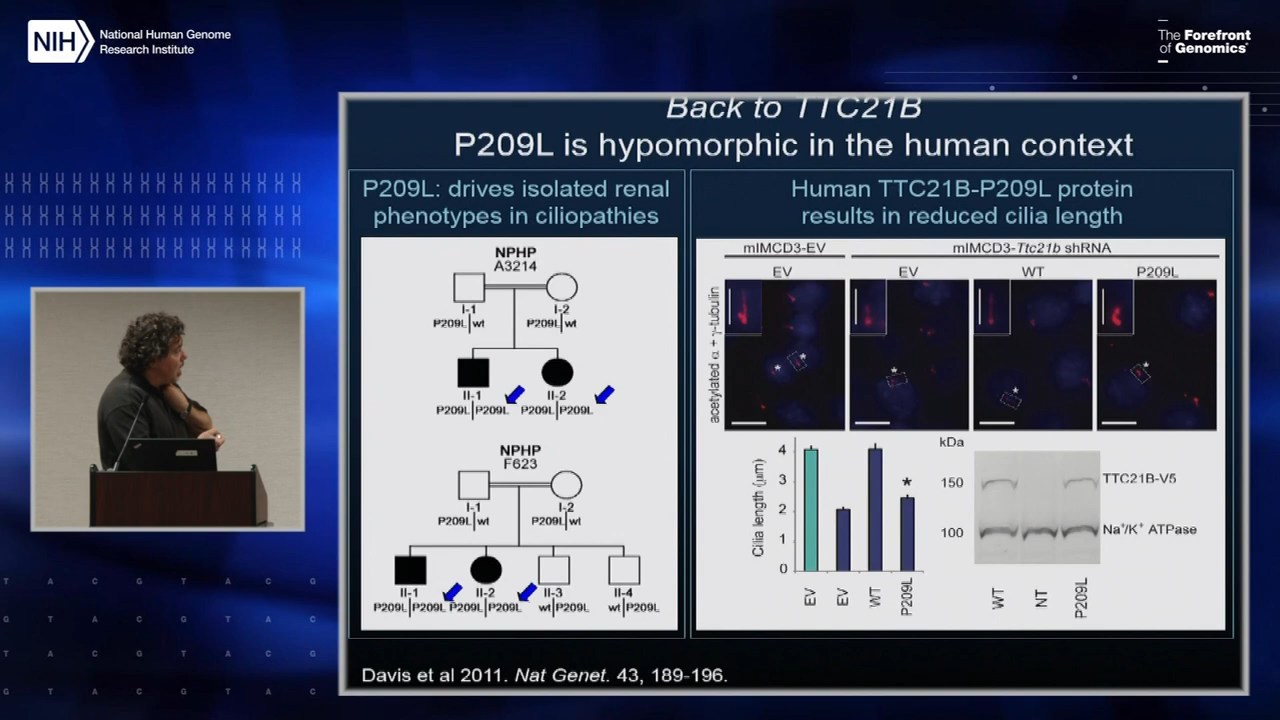 NIH
National Human Genome
Research Institute
The Forefront
of Genomics®
Back to TTC21B
P209L is hypomorphic in the human context
P209L: drives isolated renal
phenotypes in ciliopathies
NPHP
A3214
I-1 I-2
P209L|wt P209L|wt
II-1 II-2
P209L|P209L P209L|P209L
NPHP
F623
I-1 I-2
P209L|wt P209L|wt
II-1 II-2 II-3 II-4
P209L|P209L P209L|P209L wt|P209L wt|P209L
Human TTC21B-P209L protein
results in reduced cilia length
mIMCD3-EV mIMCD3-Ttc21b shRNA
EV EV WT P209L
acetylated α + γ-tubulin
* * * * *
Cilia length (μm)
4
3
2
1
0
*
EV EV WT P209L
kDa
150 TTC21B-V5
100 Na⁺/K⁺ ATPase
WT NT P209L
Davis et al 2011. Nat Genet. 43, 189-196.
T A C G T A C G
G T A C G T A C
T A C G T A C G
G T A C G T A C